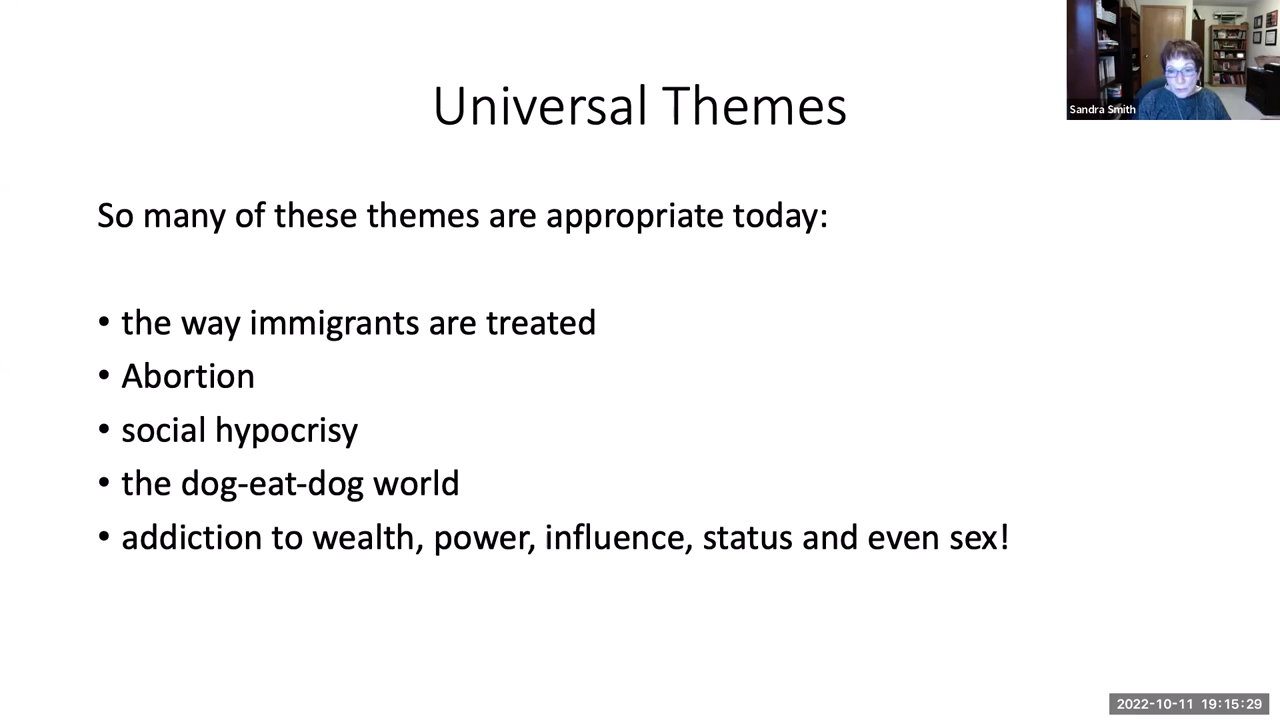 Universal Themes
Sandra Smith
So many of these themes are appropriate today:
• the way immigrants are treated
• Abortion
• social hypocrisy
• the dog-eat-dog world
• addiction to wealth, power, influence, status and even sex!
2022-10-11 19:15:29